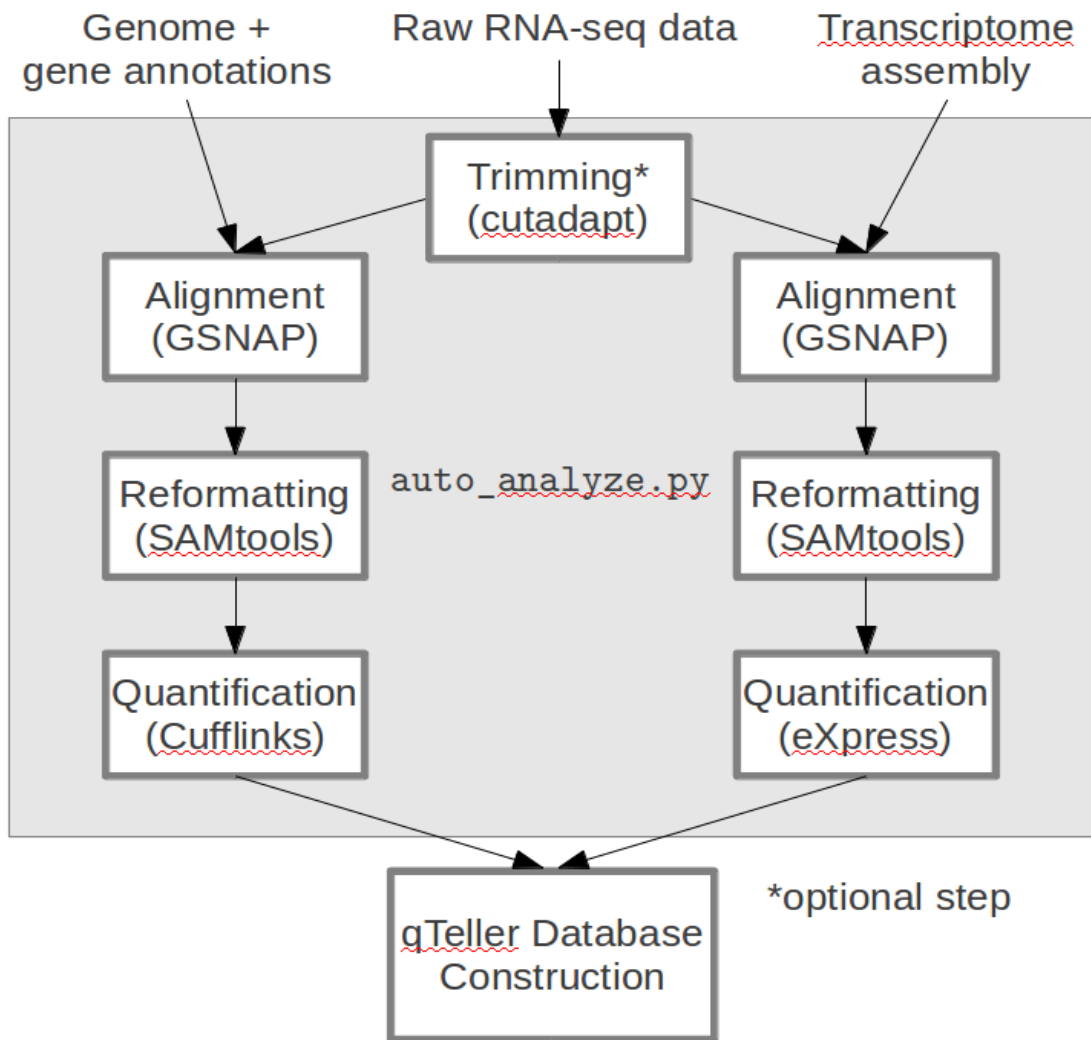 Genome +
gene annotations
Raw RNA-seq data
Transcriptome
assembly
Trimming*
(cutadapt)
Alignment
(GSNAP)
Alignment
(GSNAP)
Reformatting
(SAMtools)
auto_analyze.py
Reformatting
(SAMtools)
Quantification
(Cufflinks)
Quantification
(eXpress)
*optional step
qTeller Database
Construction